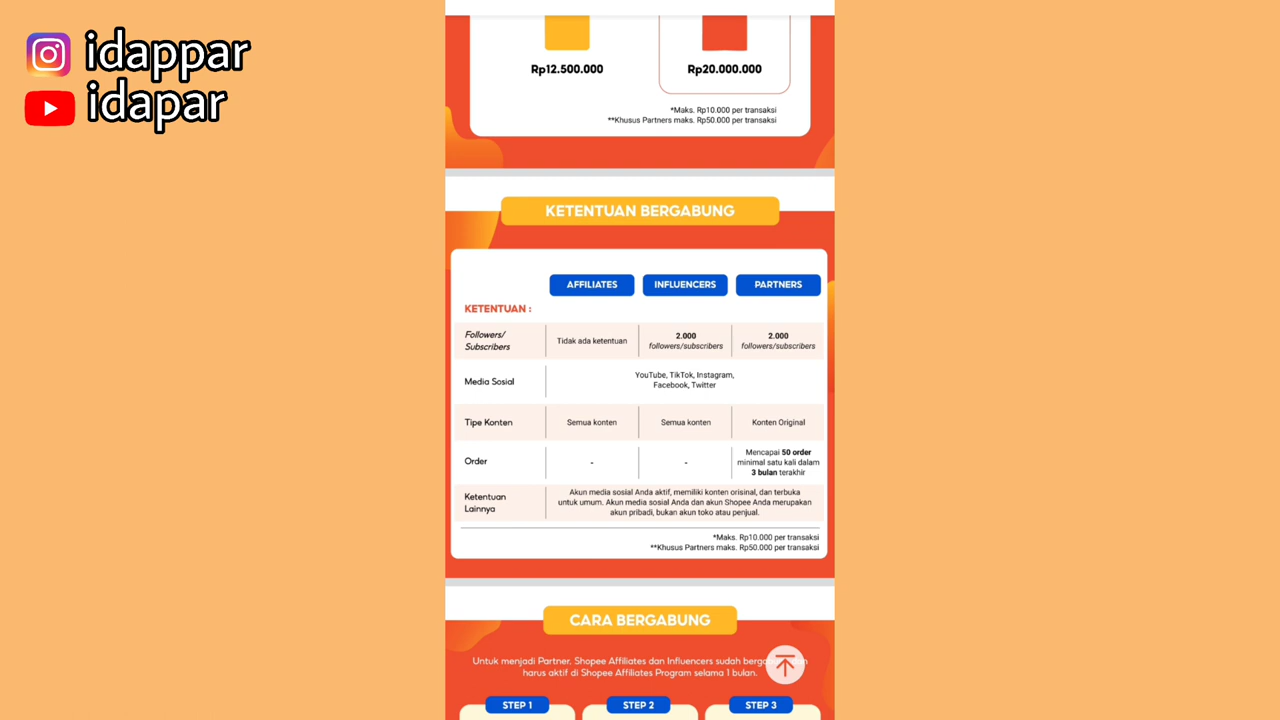 idappar
idapar
Rp12.500.000
Rp20.000.000
*Maks. Rp10.000 per transaksi
**Khusus Partners maks. Rp50.000 per transaksi
KETENTUAN BERGABUNG
AFFILIATES INFLUENCERS PARTNERS
KETENTUAN :
Followers/
Subscribers
Tidak ada ketentuan
2.000
followers/subscribers
2.000
followers/subscribers
Media Sosial
YouTube, TikTok, Instagram,
Facebook, Twitter
Tipe Konten
Semua konten
Semua konten
Konten Original
Order
-
-
Mencapai 50 order
minimal satu kali dalam
3 bulan terakhir
Ketentuan
Lainnya
Akun media sosial Anda aktif, memiliki konten orisinal, dan terbuka
untuk umum. Akun media sosial Anda dan akun Shopee Anda merupakan
akun pribadi, bukan akun toko atau penjual.
*Maks. Rp10.000 per transaksi
**Khusus Partners maks. Rp50.000 per transaksi
CARA BERGABUNG
Untuk menjadi Partner, Shopee Affiliates dan Influencers sudah
harus aktif di Shopee Affiliates Program selama 1 bulan.
STEP 1 STEP 2 STEP 3